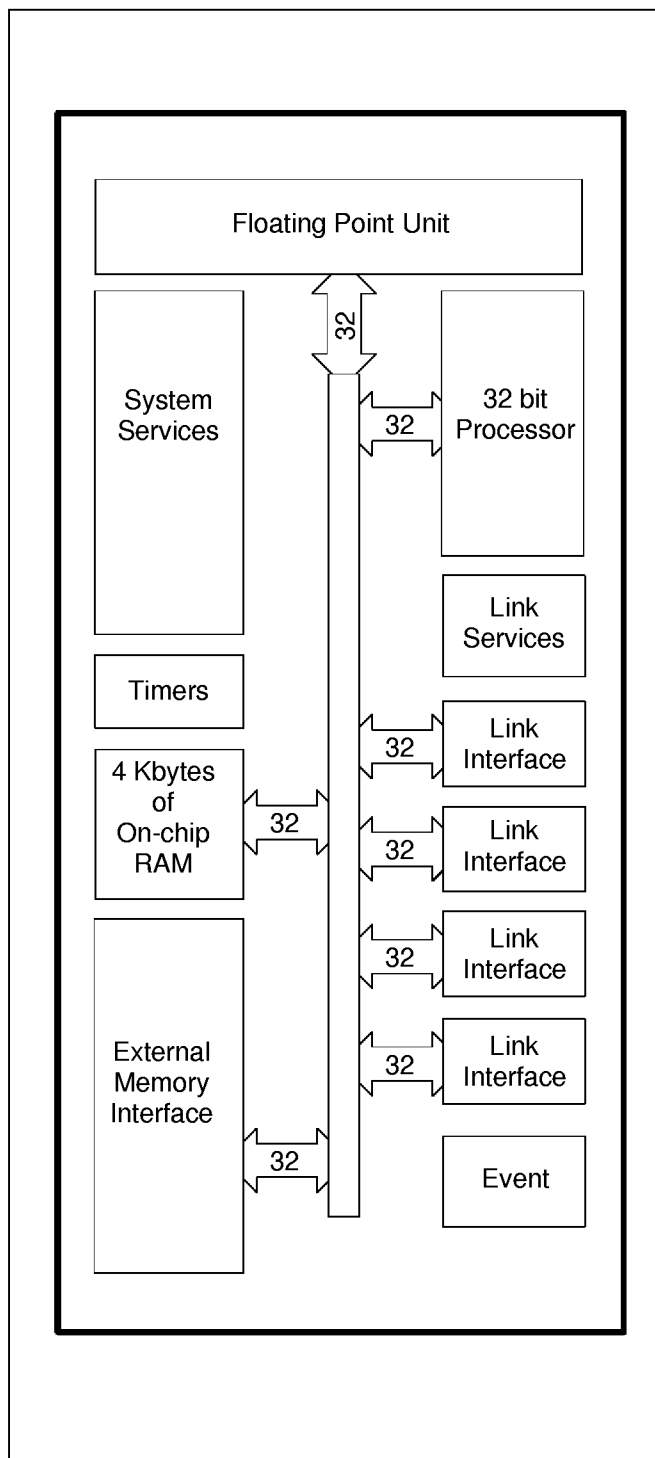 Floating Point Unit
32
System
Services
32 bit
Processor
32
Link
Services
Timers
Link
Interface
32
4 Kbytes
of
On-chip
RAM
32
Link
Interface
32
Link
Interface
32
External
Memory
Interface
Link
Interface
32
32
Event